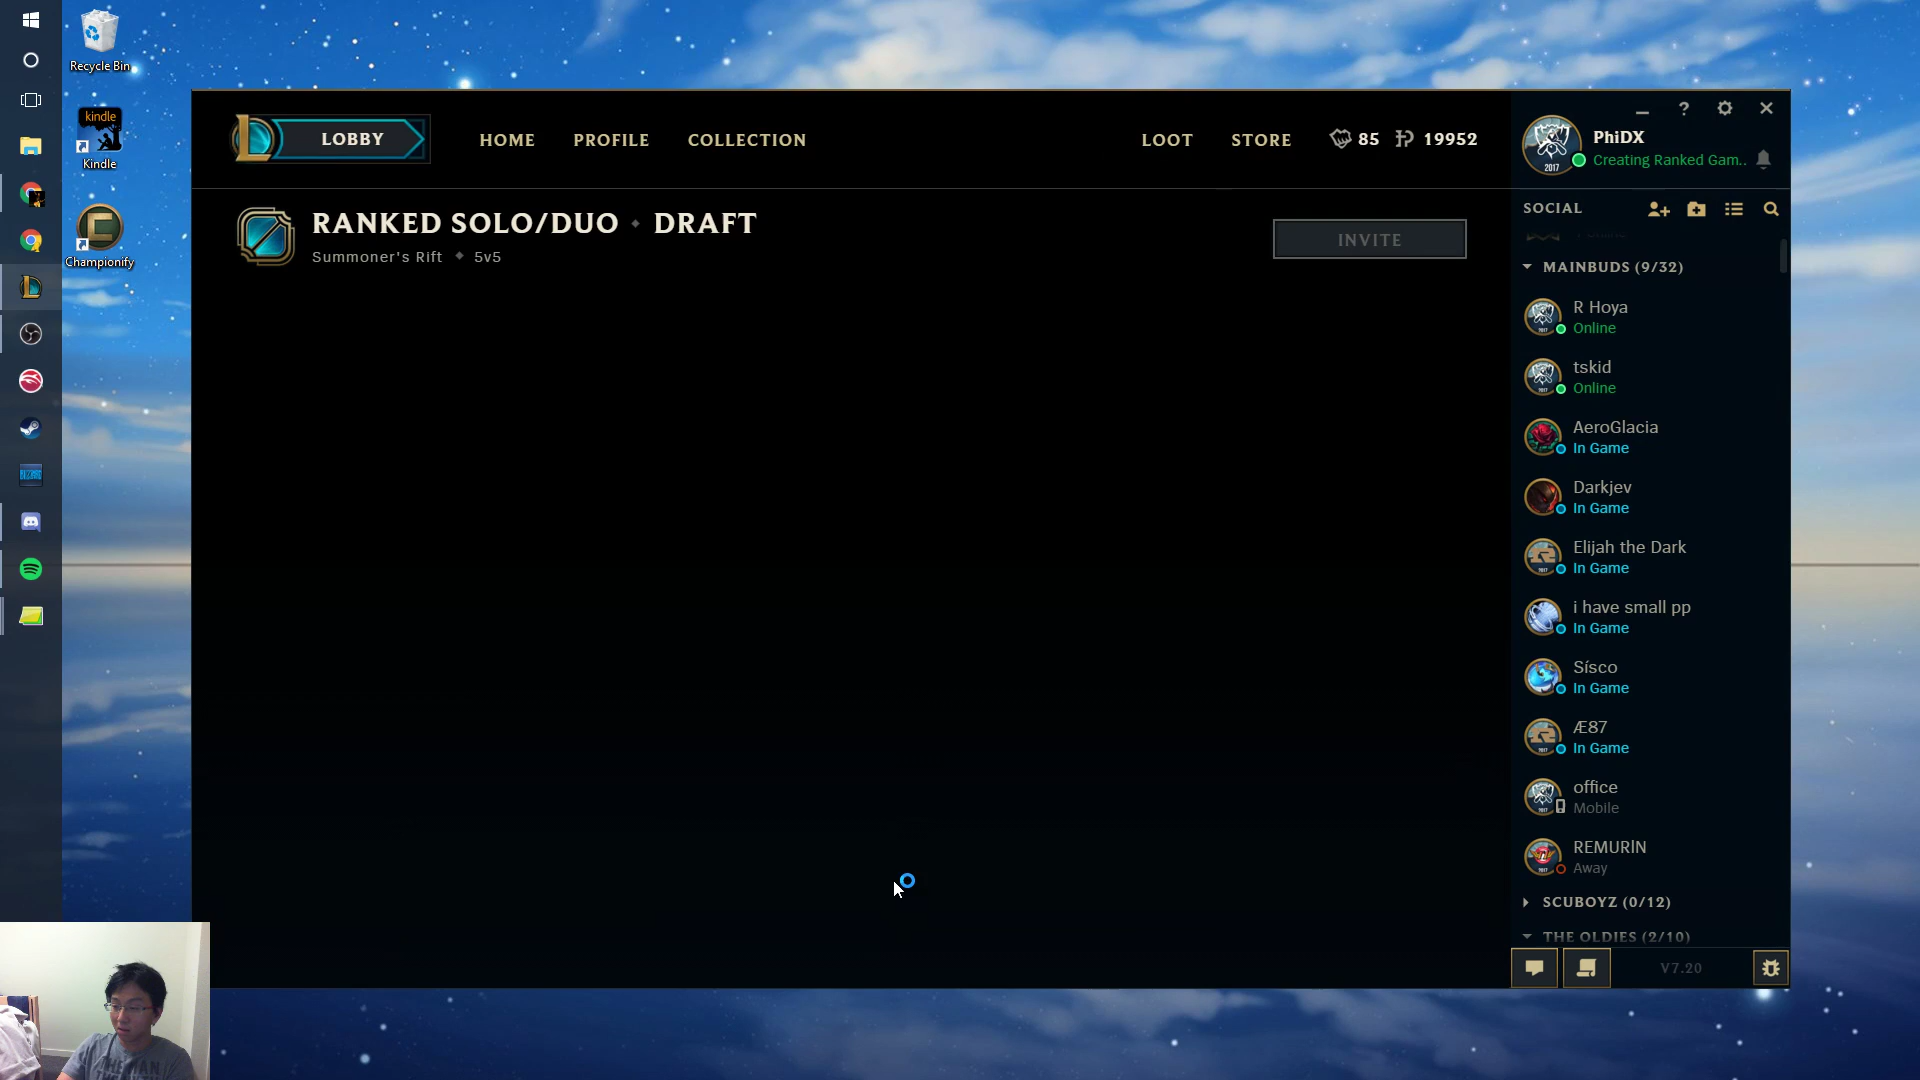 Recycle Bin
kindle
Kindle
Championify
LOBBY
HOME
PROFILE
COLLECTION
LOOT
STORE
85
19952
PhiDX
Creating Ranked Gam..
2017
RANKED SOLO/DUO • DRAFT
Summoner's Rift • 5v5
INVITE
SOCIAL
MAINBUDS (9/32)
R Hoya
Online
tskid
Online
AeroGlacia
In Game
Darkjev
In Game
Elijah the Dark
In Game
i have small pp
In Game
Sísco
In Game
Æ87
In Game
office
Mobile
REMURlN
Away
SCUBOYZ (0/12)
THE OLDIES (2/10)
V7.20